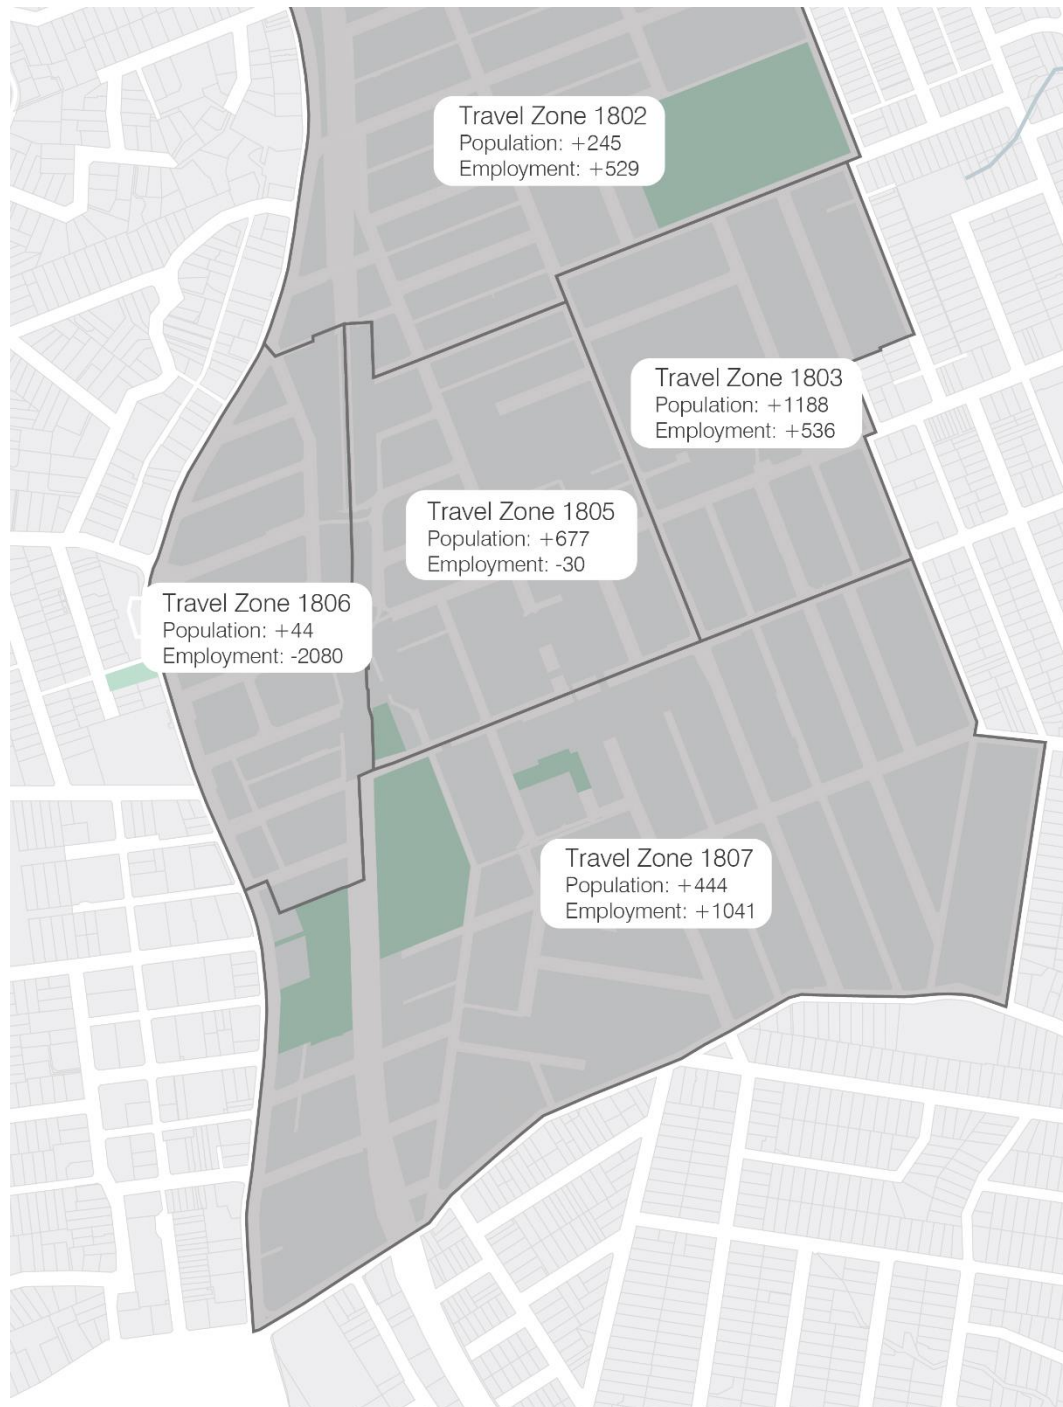 Travel Zone 1802
Population: +245
Employment: +529
Travel Zone 1803
Population: +1188
Employment: +536
Travel Zone 1805
Population: +677
Employment: -30
Travel Zone 1806
Population: +44
Employment: -2080
Travel Zone 1807
Population: +444
Employment: +1041